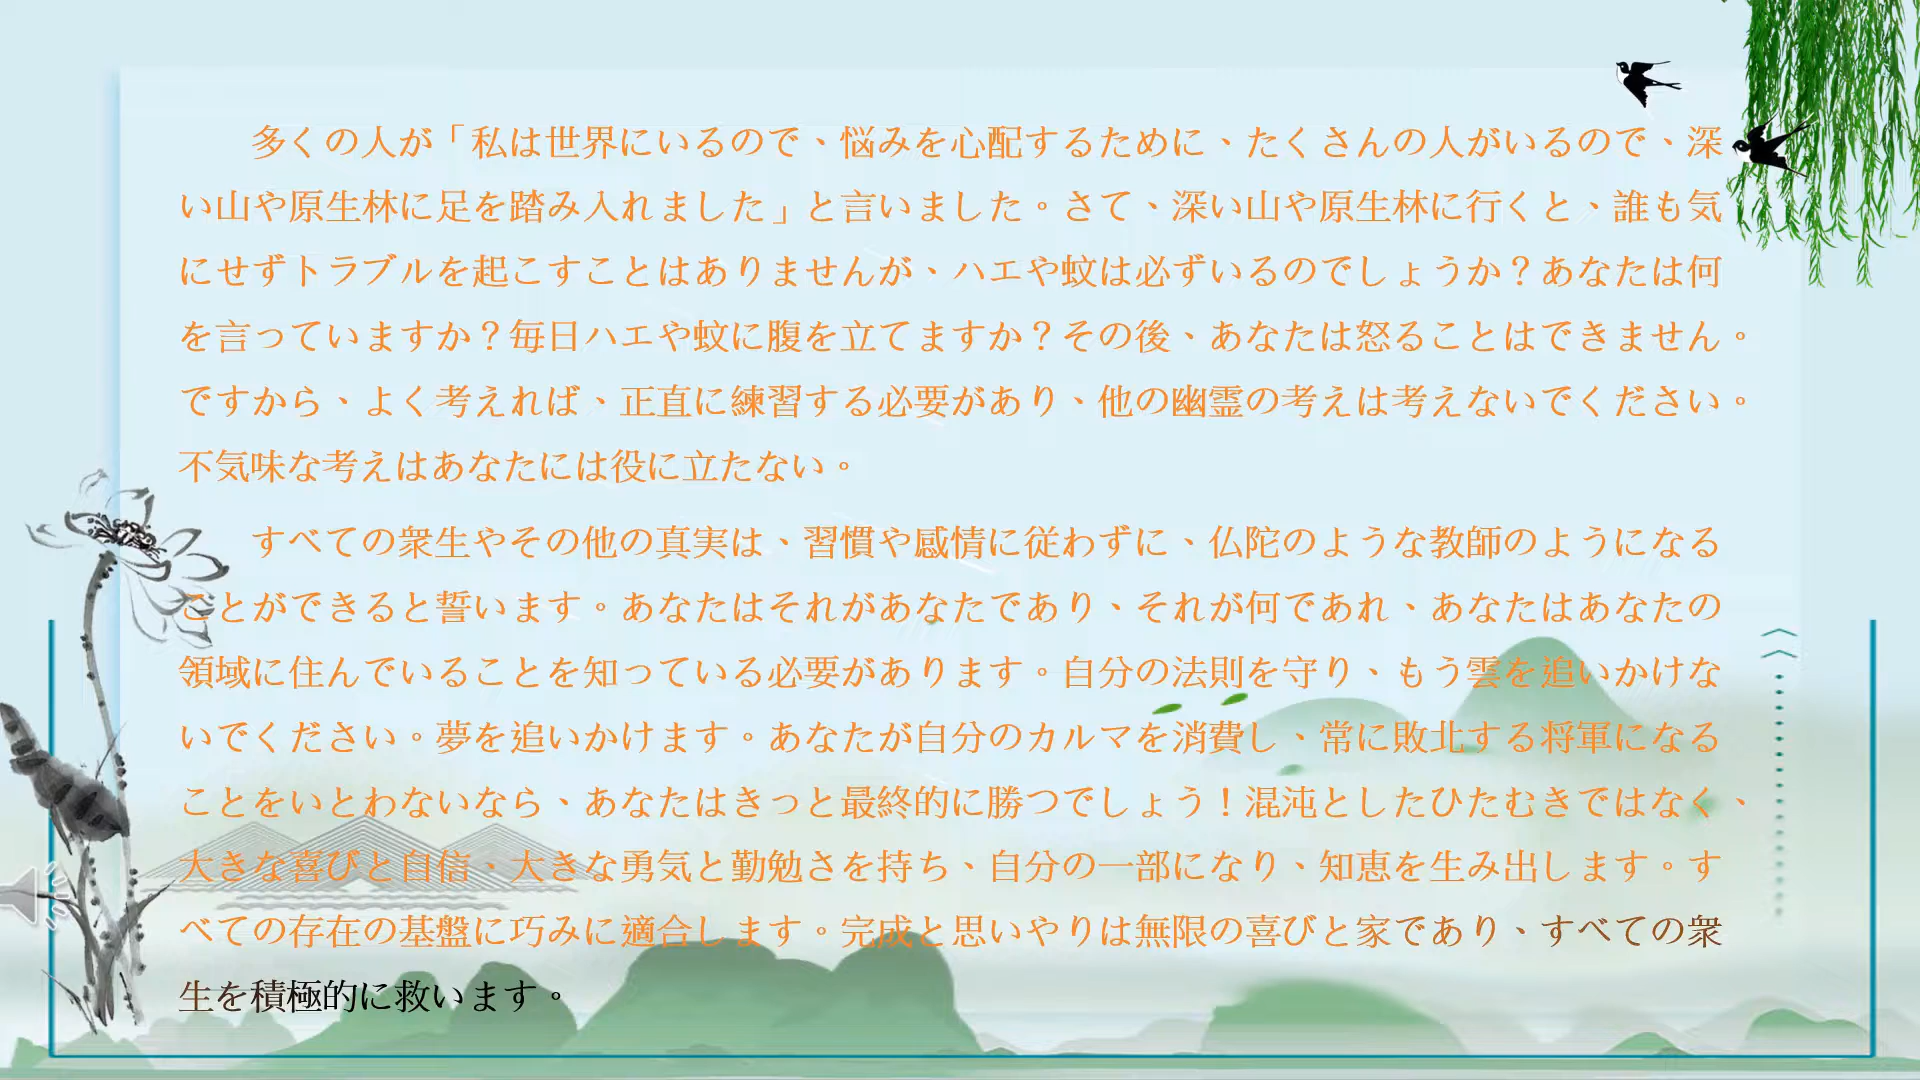 多くの人が「私は世界にいるので、悩みを心配するために、たくさんの人がいるので、深
い山や原生林に足を踏み入れました」と言いました。さて、深い山や原生林に行くと、誰も気
にせずトラブルを起こすことはありませんが、ハエや蚊は必ずいるのでしょうか？あなたは何
を言っていますか？毎日ハエや蚊に腹を立てますか？その後、あなたは怒ることはできません。
ですから、よく考えれば、正直に練習する必要があり、他の幽霊の考えは考えないでください。
不気味な考えはあなたには役に立たない。
すべての衆生やその他の真実は、習慣や感情に従わずに、仏陀のような教師のようになる
ことができると誓います。あなたはそれがあなたであり、それが何であれ、あなたはあなたの
領域に住んでいることを知っている必要があります。自分の法則を守り、もう雲を追いかけな
いでください。夢を追いかけます。あなたが自分のカルマを消費し、常に敗北する将軍になる
ことをいとわないなら、あなたはきっと最終的に勝つでしょう！混沌としたひたむきではなく、
大きな喜びと自信、大きな勇気と勤勉さを持ち、自分の一部になり、知恵を生み出します。す
べての存在の基盤に巧みに適合します。完成と思いやりは無限の喜びと家であり、すべての衆
生を積極的に救います。